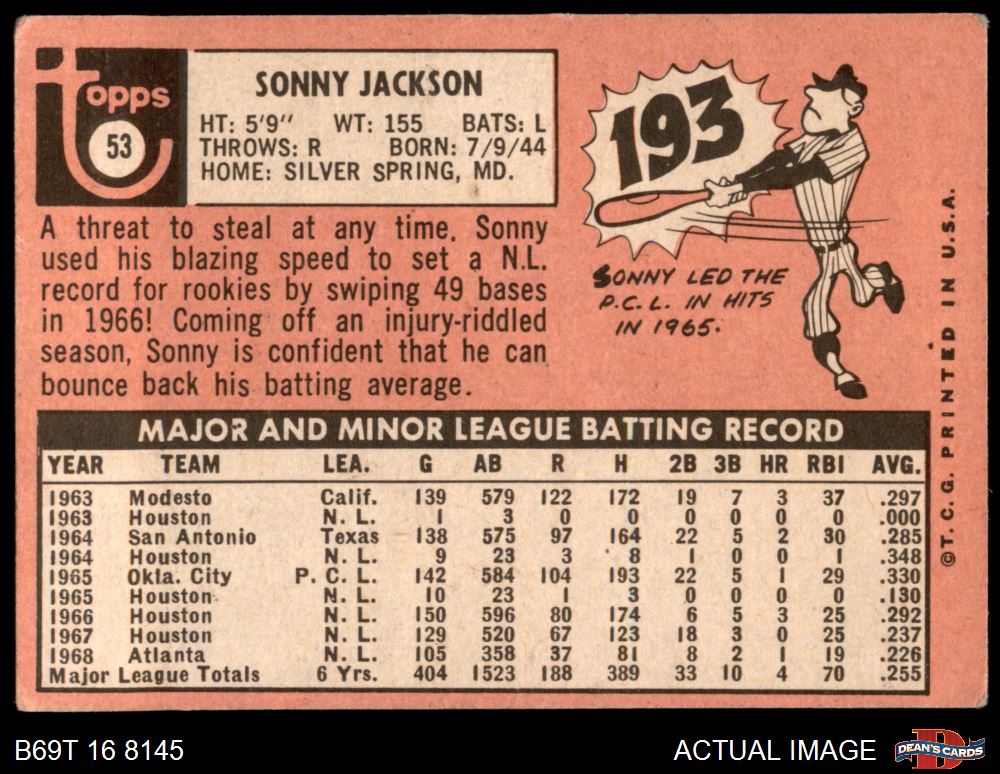 topps
53
SONNY JACKSON
HT: 5'9" WT: 155 BATS: L
THROWS: R BORN: 7/9/44
HOME: SILVER SPRING, MD.
A threat to steal at any time, Sonny
used his blazing speed to set a N.L.
record for rookies by swiping 49 bases
in 1966! Coming off an injury-riddled
season, Sonny is confident that he can
bounce back his batting average.
193
SONNY LED THE
P.C.L. IN HITS
IN 1965.
©T.C.G. PRINTED IN U.S.A.
MAJOR AND MINOR LEAGUE BATTING RECORD
YEAR TEAM LEA. G AB R H 2B 3B HR RBI AVG.
1963 Modesto Calif. 139 579 122 172 19 7 3 37 .297
1963 Houston N. L. 1 3 0 0 0 0 0 0 .000
1964 San Antonio Texas 138 575 97 164 22 5 2 30 .285
1964 Houston N. L. 9 23 3 8 1 0 0 1 .348
1965 Okla. City P. C. L. 142 584 104 193 22 5 1 29 .330
1965 Houston N. L. 10 23 1 3 0 0 0 0 .130
1966 Houston N. L. 150 596 80 174 6 5 3 25 .292
1967 Houston N. L. 129 520 67 123 18 3 0 25 .237
1968 Atlanta N. L. 105 358 37 81 8 2 1 19 .226
Major League Totals 6 Yrs. 404 1523 188 389 33 10 4 70 .255
B69T 16 8145
ACTUAL IMAGE
D
DEAN'S CARDS